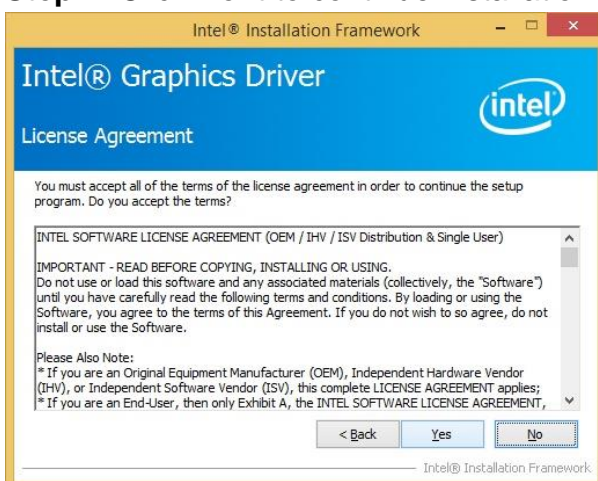 Intel® Installation Framework
Intel® Graphics Driver
intel
License Agreement
You must accept all of the terms of the license agreement in order to continue the setup
program. Do you accept the terms?
INTEL SOFTWARE LICENSE AGREEMENT (OEM / IHV / ISV Distribution & Single User)
IMPORTANT - READ BEFORE COPYING, INSTALLING OR USING.
Do not use or load this software and any associated materials (collectively, the "Software")
until you have carefully read the following terms and conditions. By loading or using the
Software, you agree to the terms of this Agreement. If you do not wish to so agree, do not
install or use the Software.
Please Also Note:
* If you are an Original Equipment Manufacturer (OEM), Independent Hardware Vendor
(IHV), or Independent Software Vendor (ISV), this complete LICENSE AGREEMENT applies;
* If you are an End-User, then only Exhibit A, the INTEL SOFTWARE LICENSE AGREEMENT,
< Back Yes No
Intel® Installation Framework